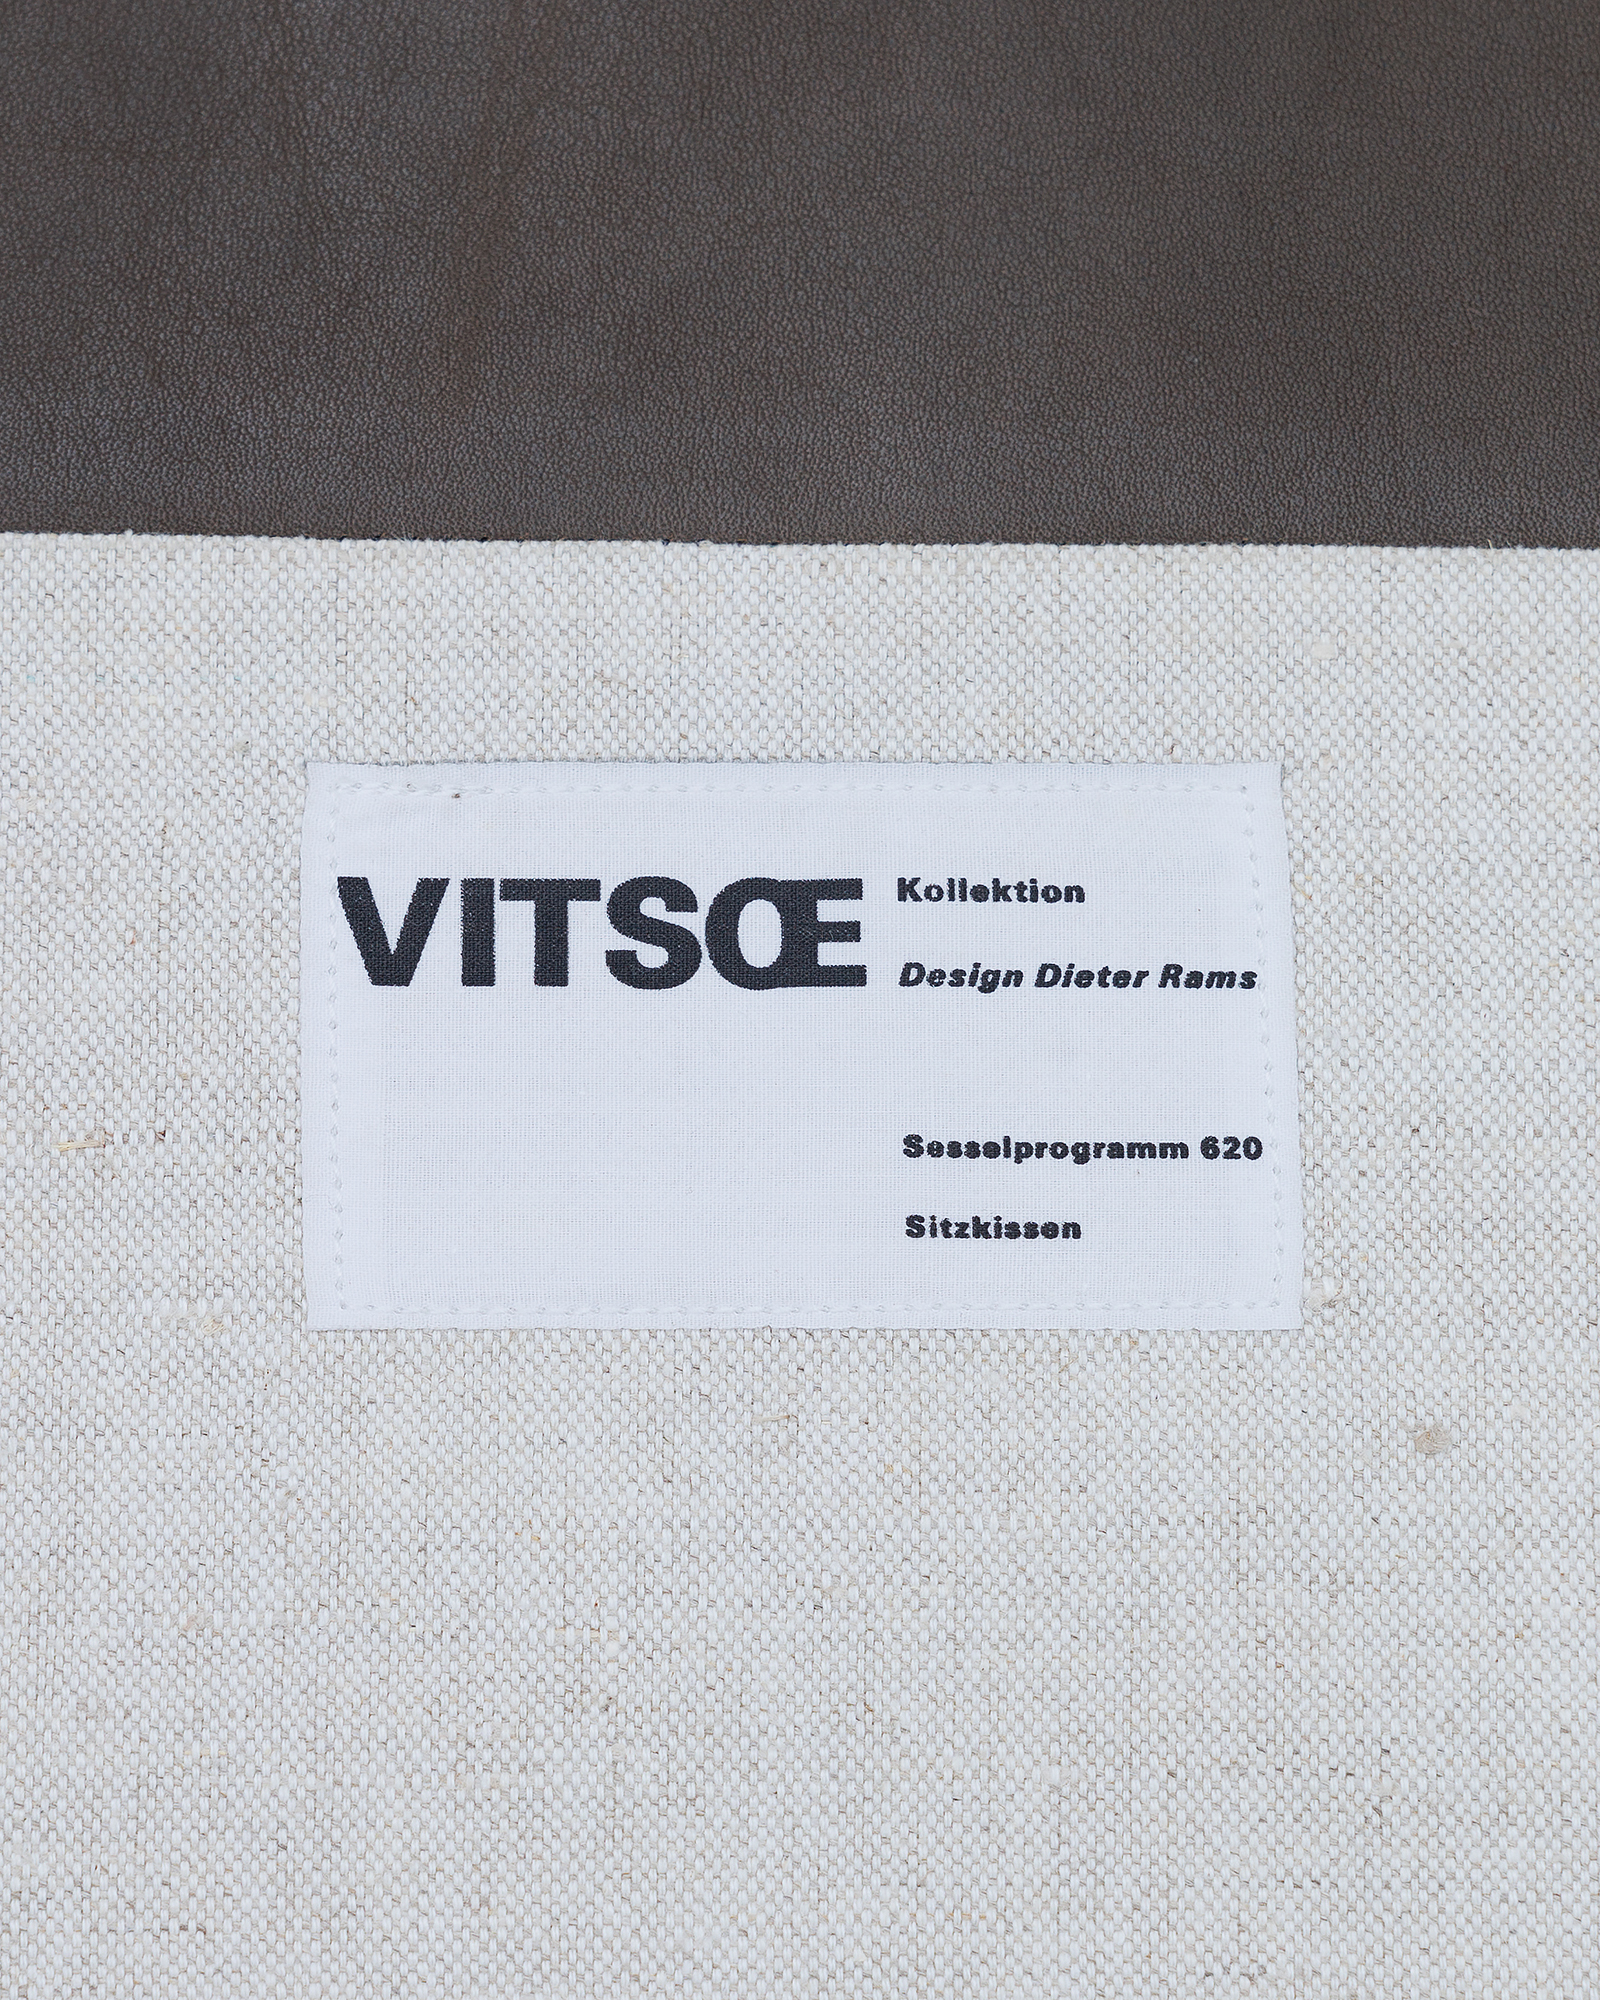 VITSŒ Kollektion
Design Dieter Rams
Sesselprogramm 620
Sitzkissen